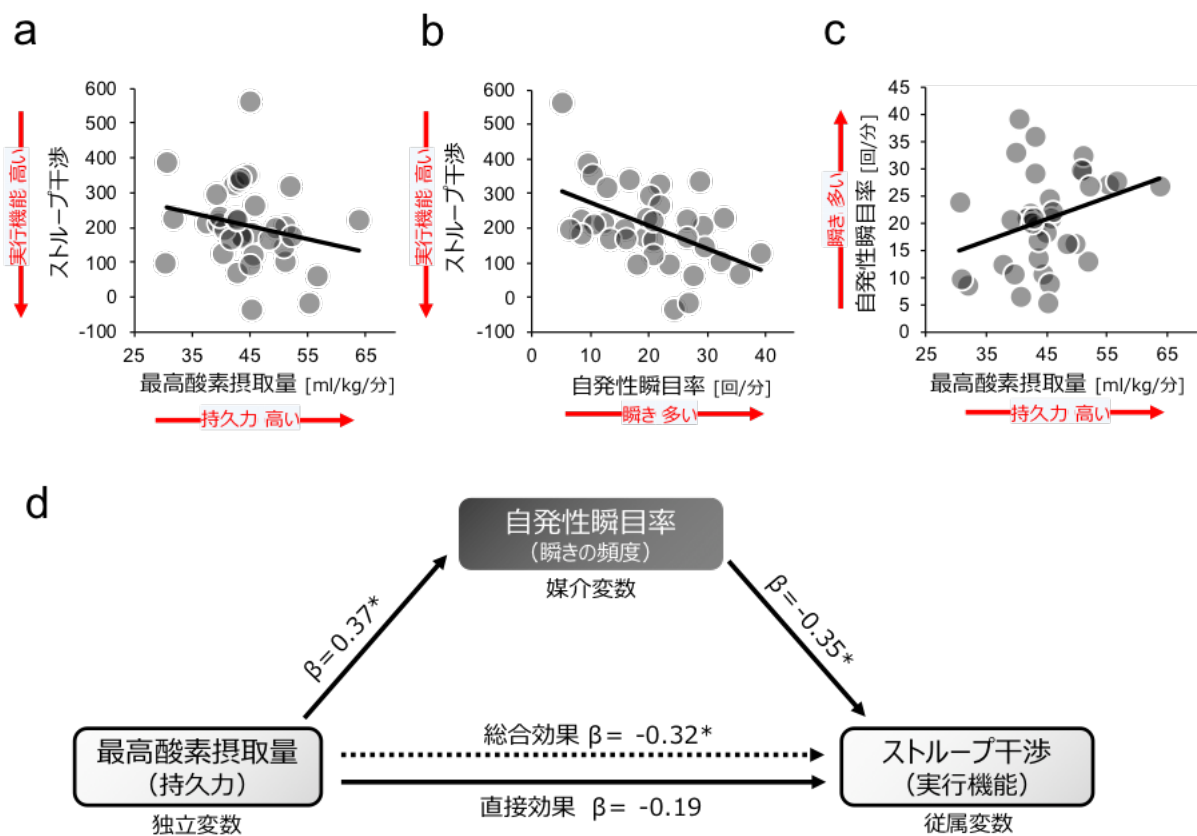 a
600
500
400
300
200
100
0
-100
ストループ干渉
実行機能 高い
25
35
45
55
65
最高酸素摂取量 [ml/kg/分]
持久力 高い
b
600
500
400
300
200
100
0
-100
ストループ干渉
実行機能 高い
0
10
20
30
40
自発性瞬目率 [回/分]
瞬き 多い
c
45
40
35
30
25
20
15
10
5
0
自発性瞬目率 [回/分]
瞬き 多い
25
35
45
55
65
最高酸素摂取量 [ml/kg/分]
持久力 高い
d
自発性瞬目率
（瞬きの頻度）
媒介変数
β=0.37*
β=-0.35*
最高酸素摂取量
（持久力）
独立変数
総合効果 β= -0.32*
直接効果 β= -0.19
ストループ干渉
（実行機能）
従属変数